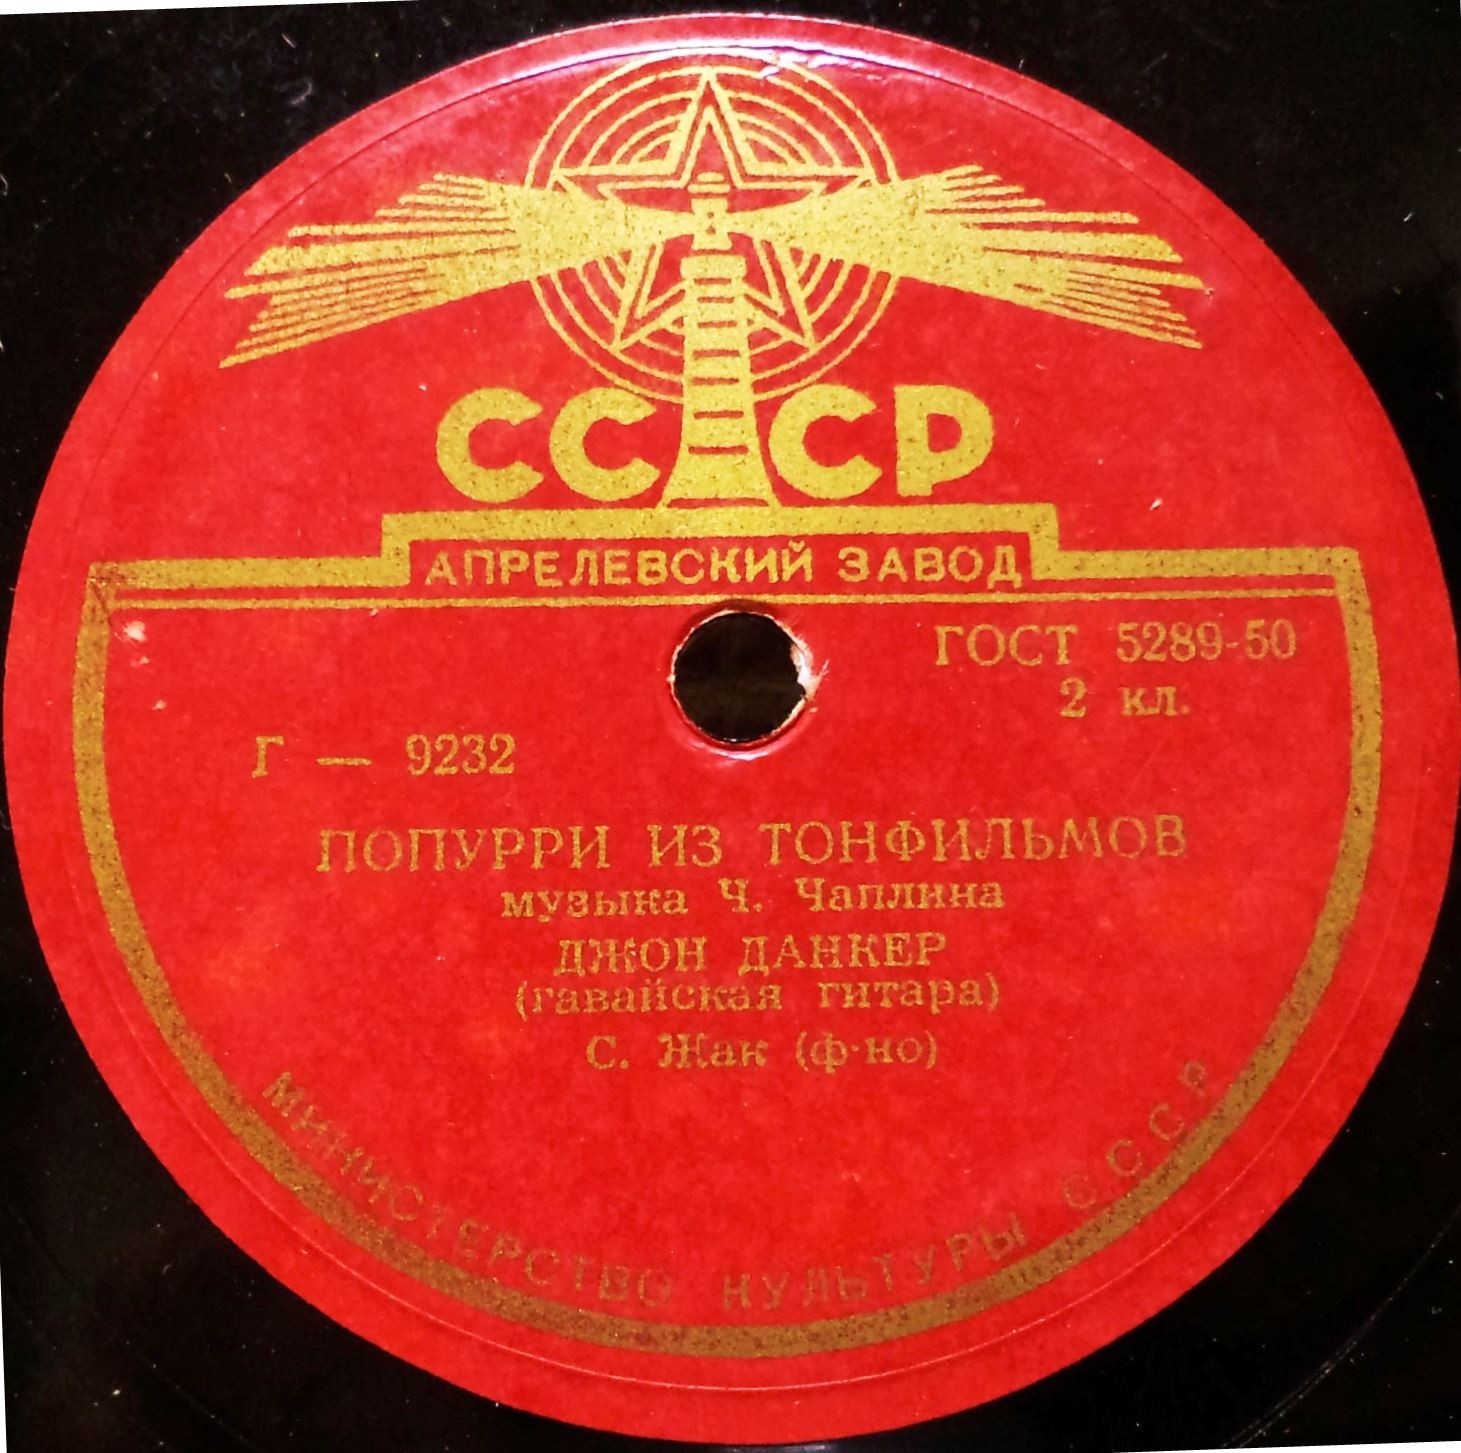 СССР
АПРЕЛЕВСКИЙ ЗАВОД
ГОСТ 5289-50
2 кл.
Г — 9232
ПОПУРРИ ИЗ ТОНФИЛЬМОВ
музыка Ч. Чаплина
ДЖОН ДАНКЕР
(гавайская гитара)
С. Жак (ф-но)
МИНИСТЕРСТВО КУЛЬТУРЫ СССР